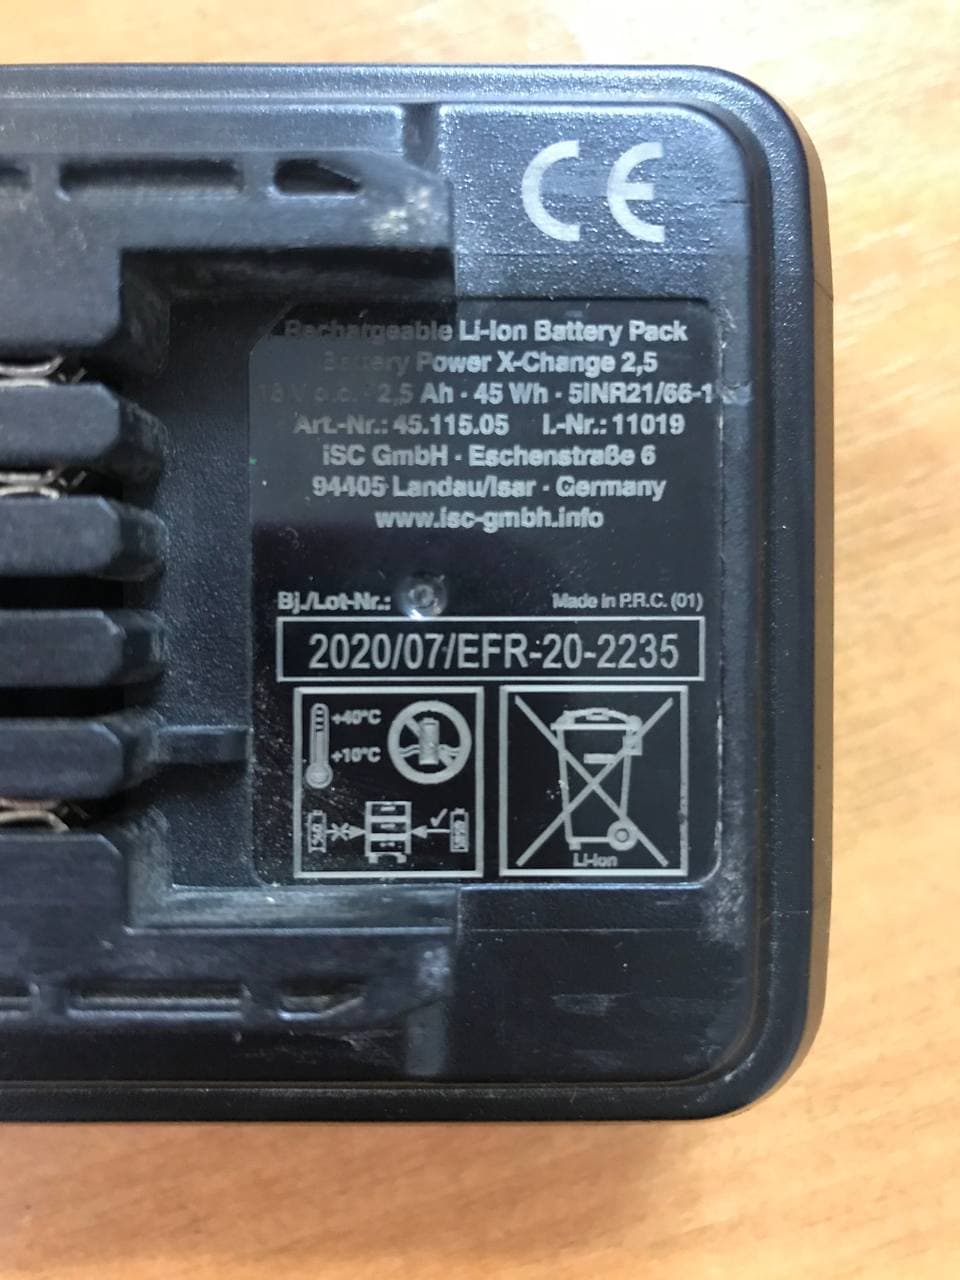 CE
Rechargeable Li-Ion Battery Pack
Battery Power X-Change 2,5
18 V d.c. · 2,5 Ah · 45 Wh · 5INR21/66-1
Art.-Nr.: 45.115.05 I.-Nr.: 11019
iSC GmbH · Eschenstraße 6
94405 Landau/Isar · Germany
www.isc-gmbh.info
Bj./Lot-Nr.: Made in P.R.C. (01)
2020/07/EFR-20-2235
+40°C
+10°C
Li-Ion